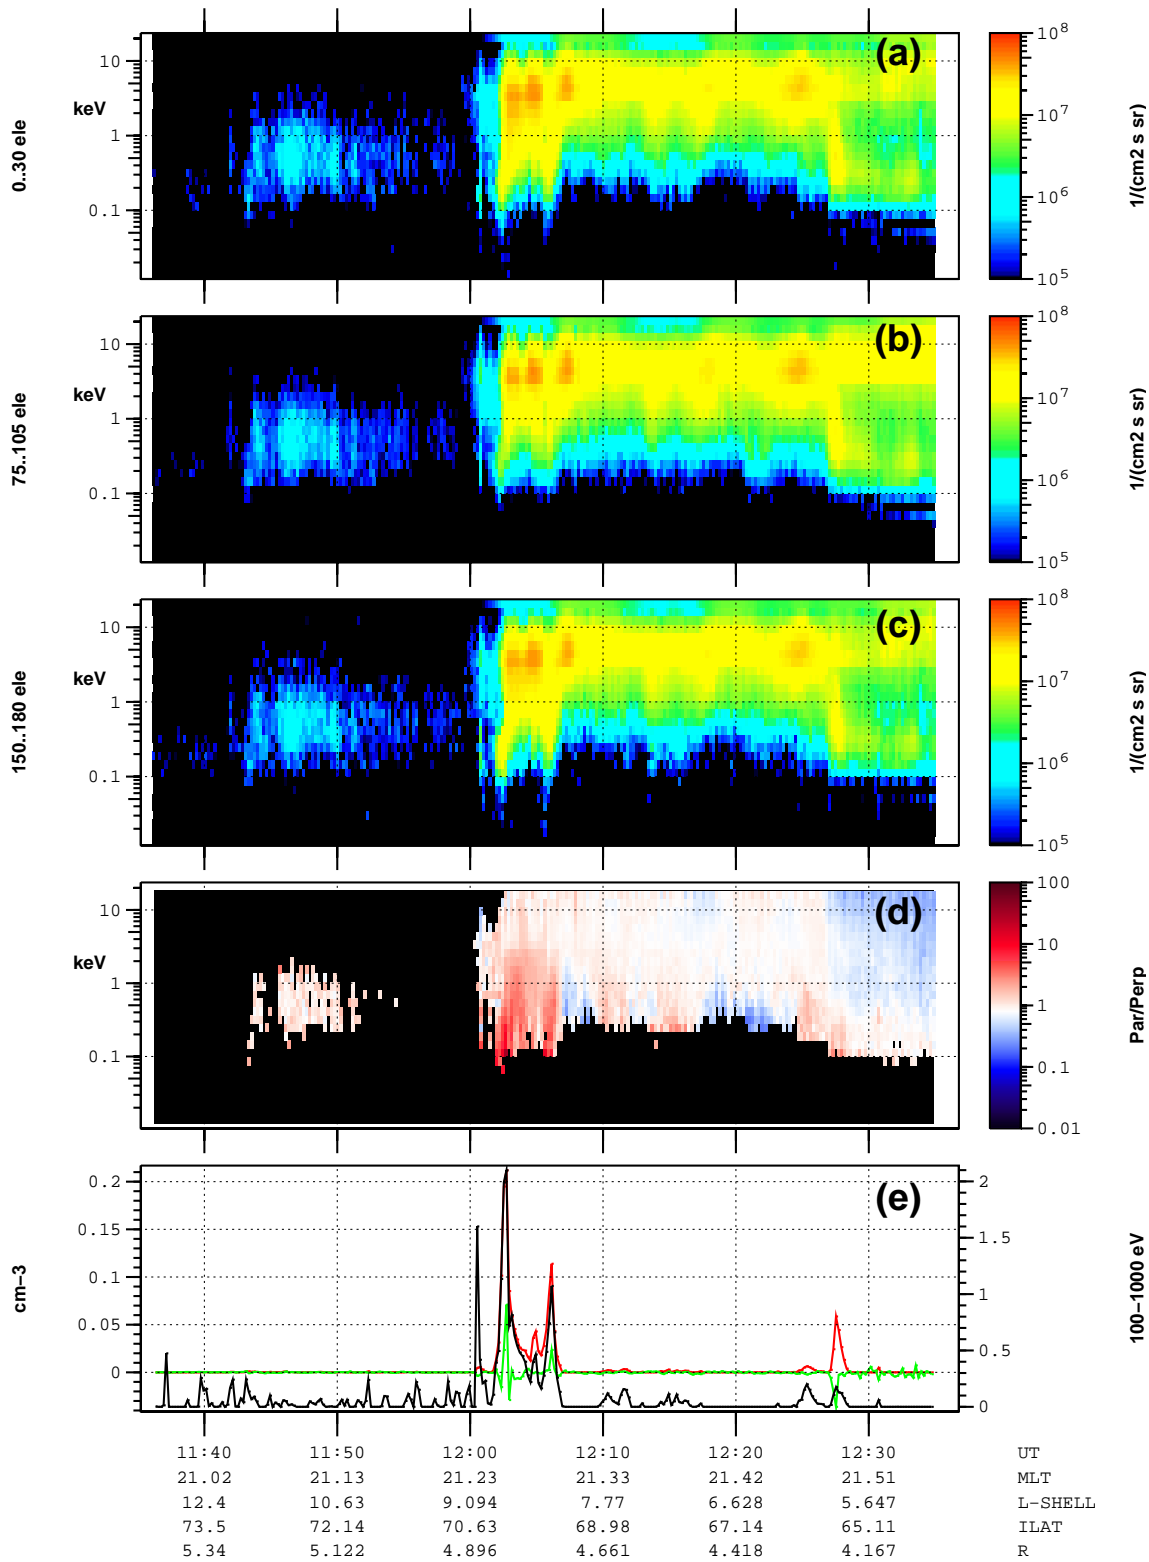 (a)
10
keV
1
0.1
0..30 ele
10⁸
10⁷
10⁶
10⁵
1/(cm2 s sr)
(b)
10
keV
1
0.1
75..105 ele
10⁸
10⁷
10⁶
10⁵
1/(cm2 s sr)
(c)
10
keV
1
0.1
150..180 ele
10⁸
10⁷
10⁶
10⁵
1/(cm2 s sr)
(d)
10
keV
1
0.1
100
10
1
0.1
0.01
Par/Perp
(e)
0.2
0.15
0.1
0.05
0
cm-3
2
1.5
1
0.5
0
100-1000 eV
11:40 11:50 12:00 12:10 12:20 12:30 UT
21.02 21.13 21.23 21.33 21.42 21.51 MLT
12.4 10.63 9.094 7.77 6.628 5.647 L-SHELL
73.5 72.14 70.63 68.98 67.14 65.11 ILAT
5.34 5.122 4.896 4.661 4.418 4.167 R